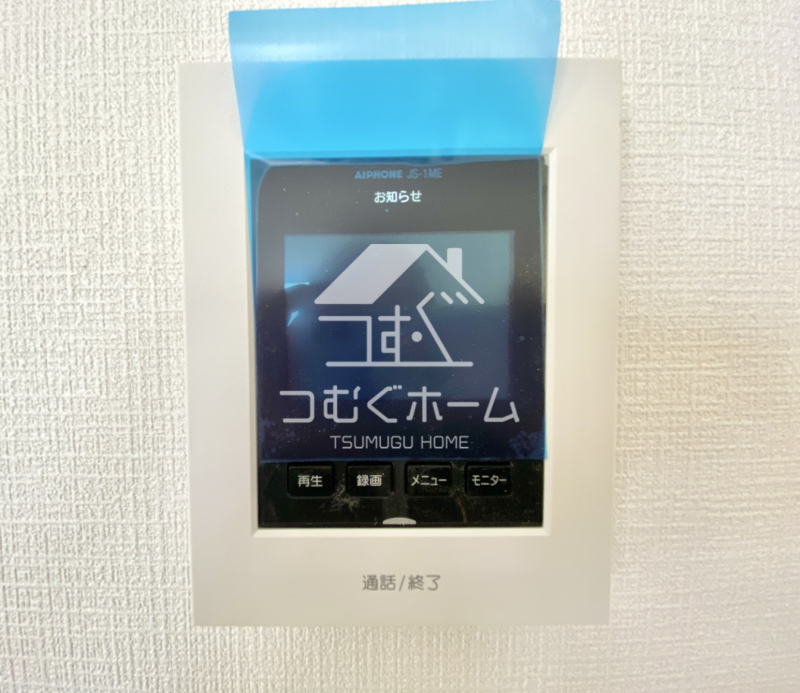 AIPHONE JS-1ME
お知らせ
つむぐ
つむぐホーム
TSUMUGU HOME
再生 録画 メニュー モニター
通話/終了